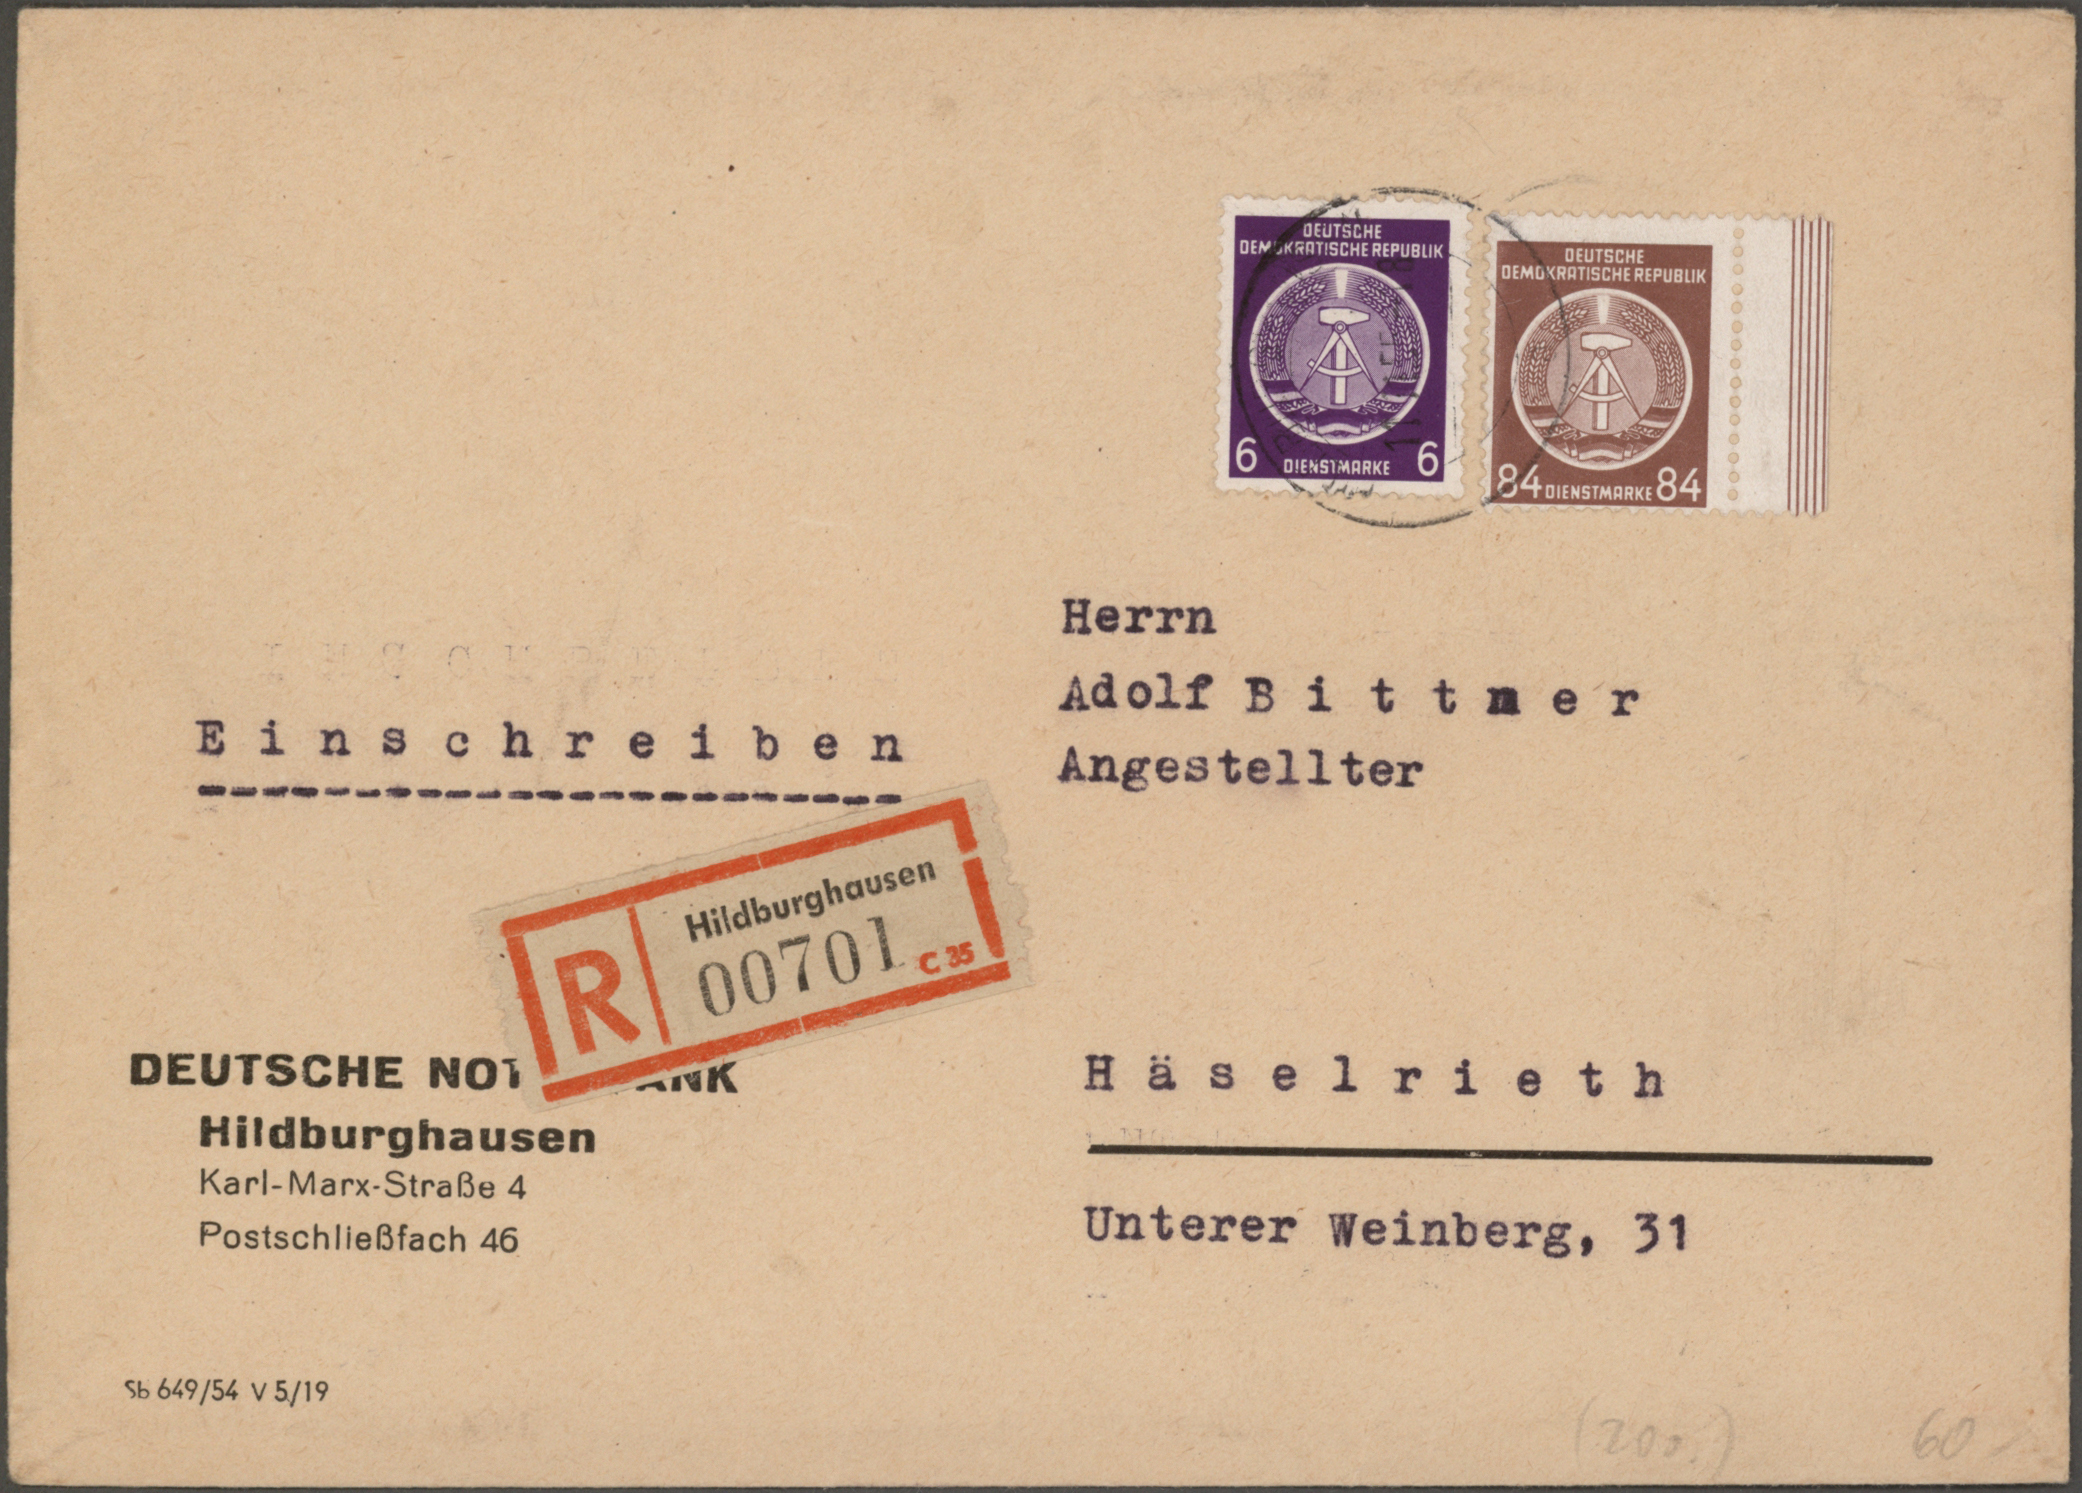 DEUTSCHE
DEMOKRATISCHE REPUBLIK
6 DIENSTMARKE 6
DEUTSCHE
DEMOKRATISCHE REPUBLIK
84 DIENSTMARKE 84
Herrn
Adolf Bittner
Angestellter
Einschreiben
R Hildburghausen
00701 C 35
DEUTSCHE NOT ANK
Hildburghausen
Karl-Marx-Straße 4
Postschließfach 46
Häselrieth
Unterer Weinberg, 31
Sb 649/54 V 5/19
60